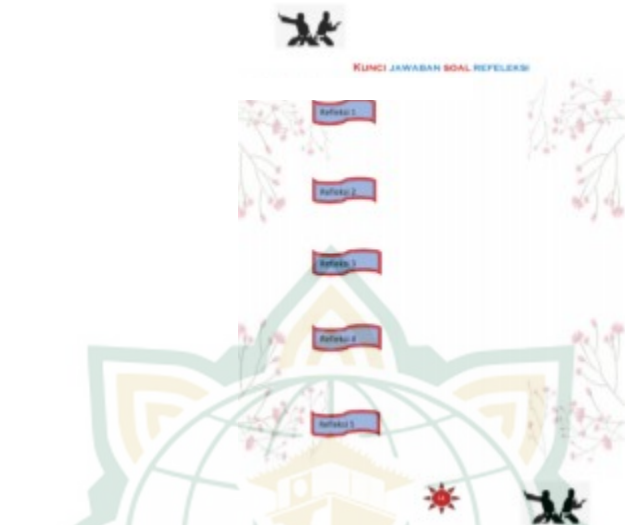 KUNCI JAWABAN SOAL REFELEKSI
Refleksi 1
Refleksi 2
Refleksi 3
Refleksi 4
Refleksi 5